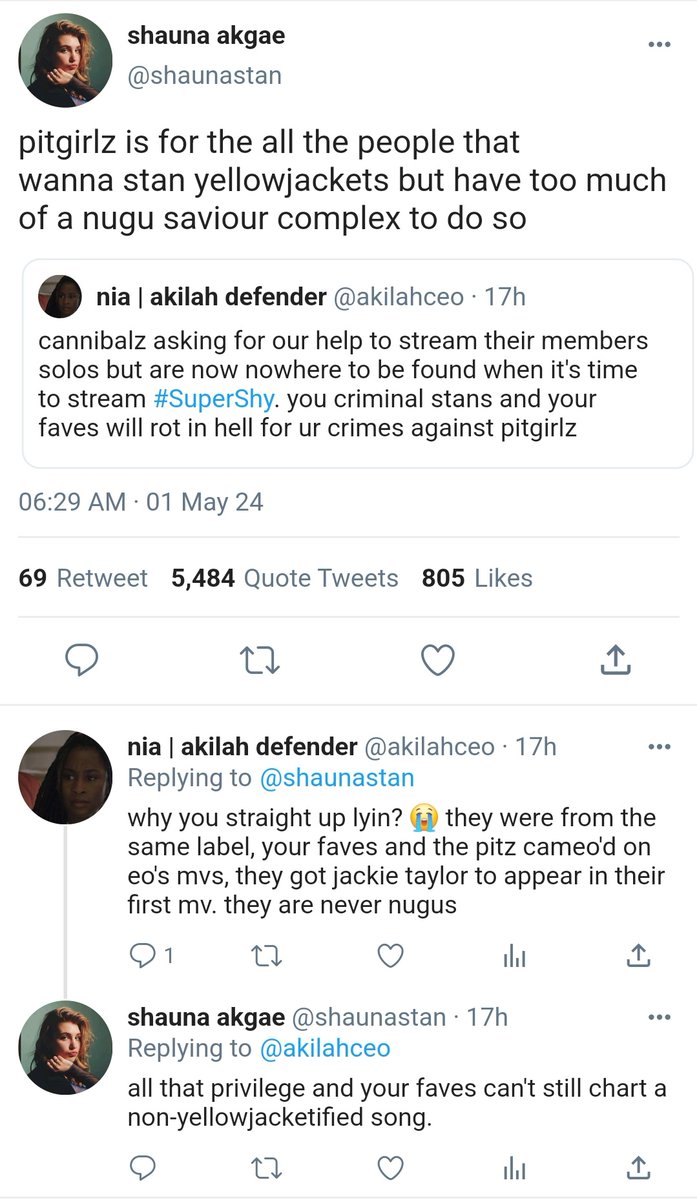 shauna akgae
@shaunastan
pitgirlz is for the all the people that
wanna stan yellowjackets but have too much
of a nugu saviour complex to do so
nia | akilah defender @akilahceo · 17h
cannibalz asking for our help to stream their members
solos but are now nowhere to be found when it's time
to stream #SuperShy. you criminal stans and your
faves will rot in hell for ur crimes against pitgirlz
06:29 AM · 01 May 24
69 Retweet 5,484 Quote Tweets 805 Likes
nia | akilah defender @akilahceo · 17h
Replying to @shaunastan
why you straight up lyin? 😭 they were from the
same label, your faves and the pitz cameo'd on
eo's mvs, they got jackie taylor to appear in their
first mv. they are never nugus
1
shauna akgae @shaunastan · 17h
Replying to @akilahceo
all that privilege and your faves can't still chart a
non-yellowjacketified song.